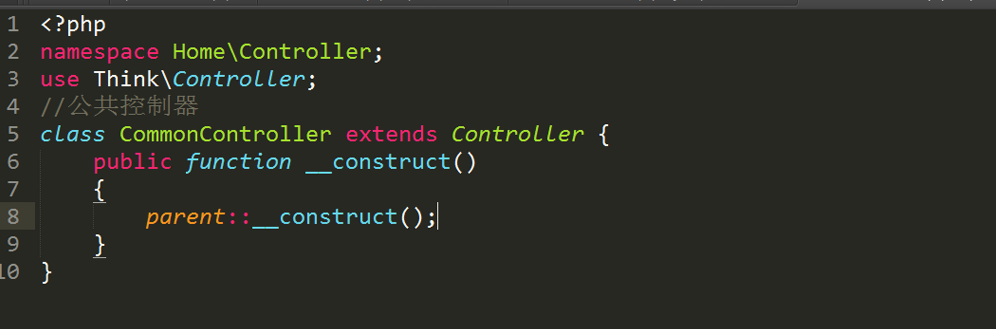 1 <?php
2 namespace Home\Controller;
3 use Think\Controller;
4 //公共控制器
5 class CommonController extends Controller {
6     public function __construct()
7     {
8         parent::__construct();
9     }
10 }